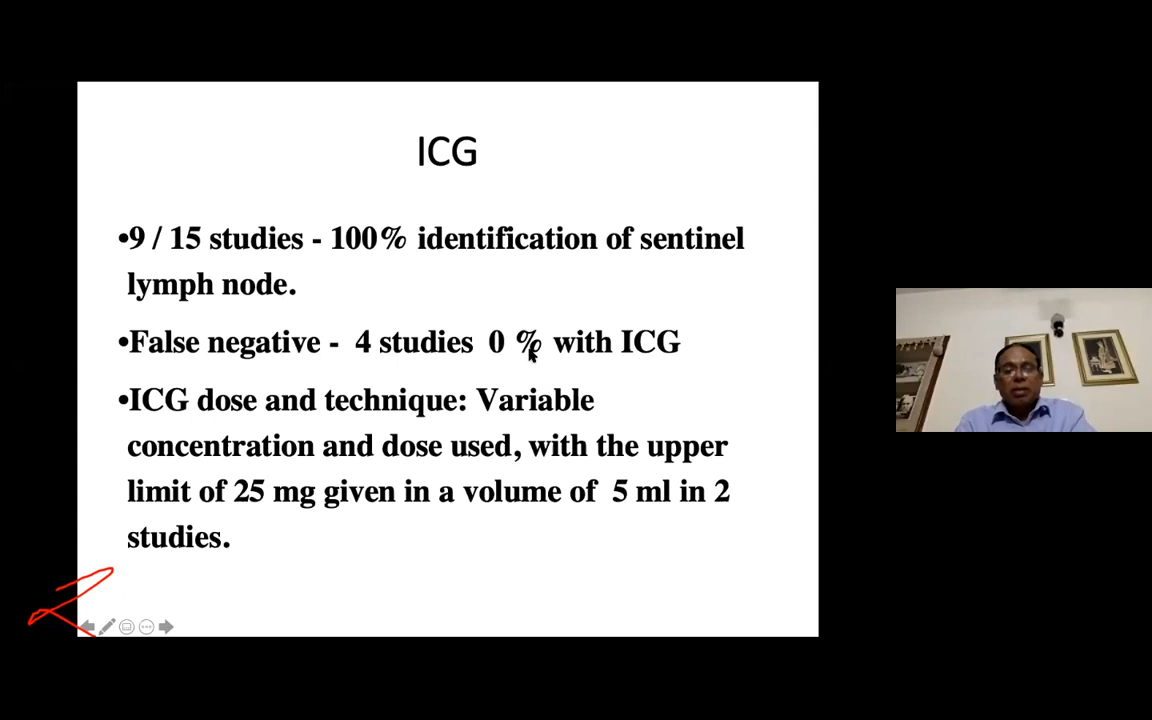 ICG
•9 / 15 studies - 100% identification of sentinel
lymph node.
•False negative - 4 studies 0 % with ICG
•ICG dose and technique: Variable
concentration and dose used, with the upper
limit of 25 mg given in a volume of 5 ml in 2
studies.